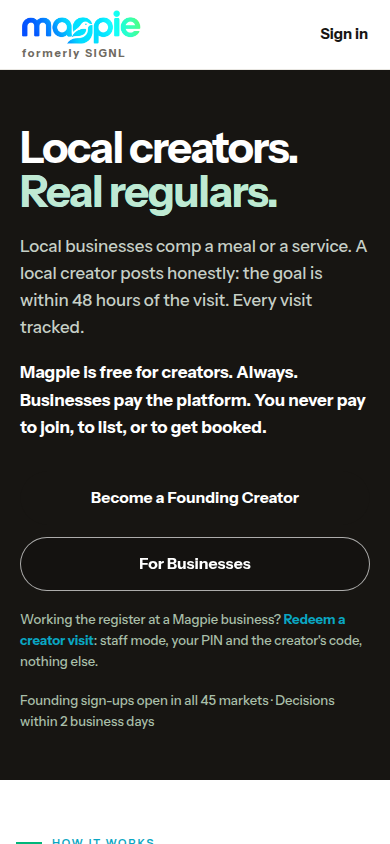 magpie
formerly SIGNL
Sign in
Local creators.
Real regulars.
Local businesses comp a meal or a service. A
local creator posts honestly: the goal is
within 48 hours of the visit. Every visit
tracked.
Magpie is free for creators. Always.
Businesses pay the platform. You never pay
to join, to list, or to get booked.
Become a Founding Creator
For Businesses
Working the register at a Magpie business? Redeem a
creator visit: staff mode, your PIN and the creator's code,
nothing else.
Founding sign-ups open in all 45 markets · Decisions
within 2 business days
HOW IT WORKS